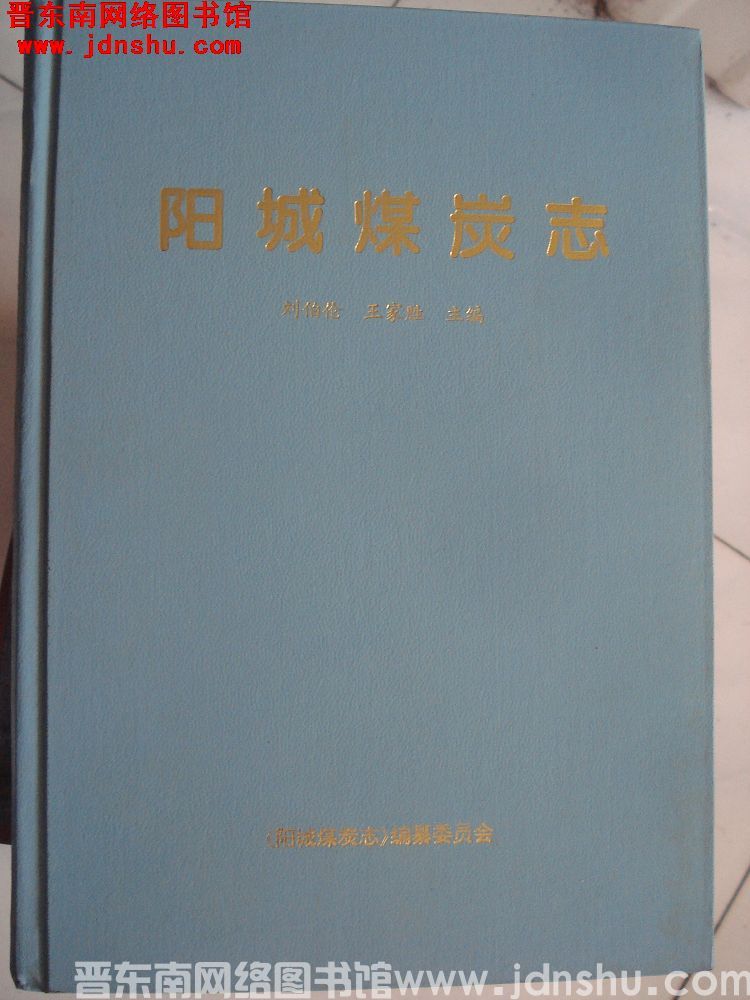 晋东南网络图书馆
www.jdnshu.com
阳城煤炭志
刘伯伦 王家胜 主编
《阳城煤炭志》编纂委员会
晋东南网络图书馆www.jdnshu.com